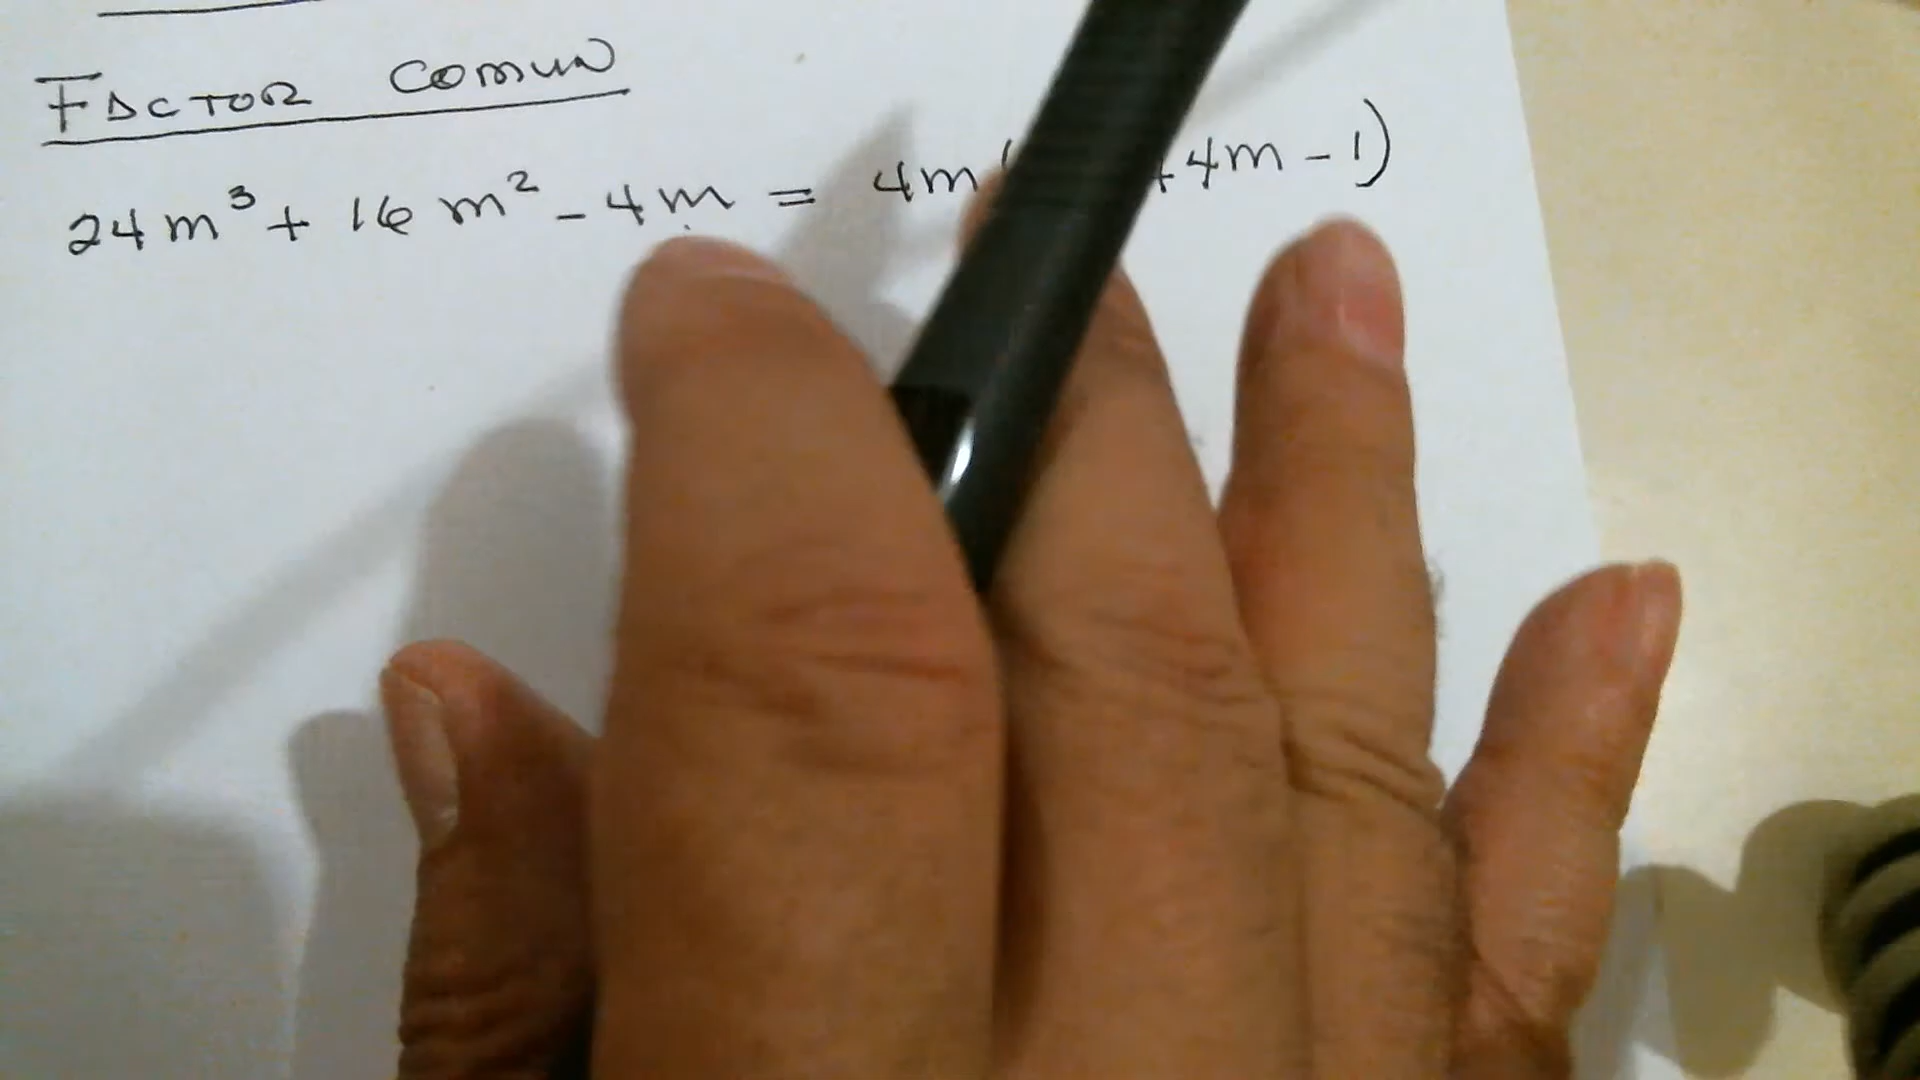 FACTOR COMUN
24m³ + 16m² - 4m = 4m( +4m - 1)